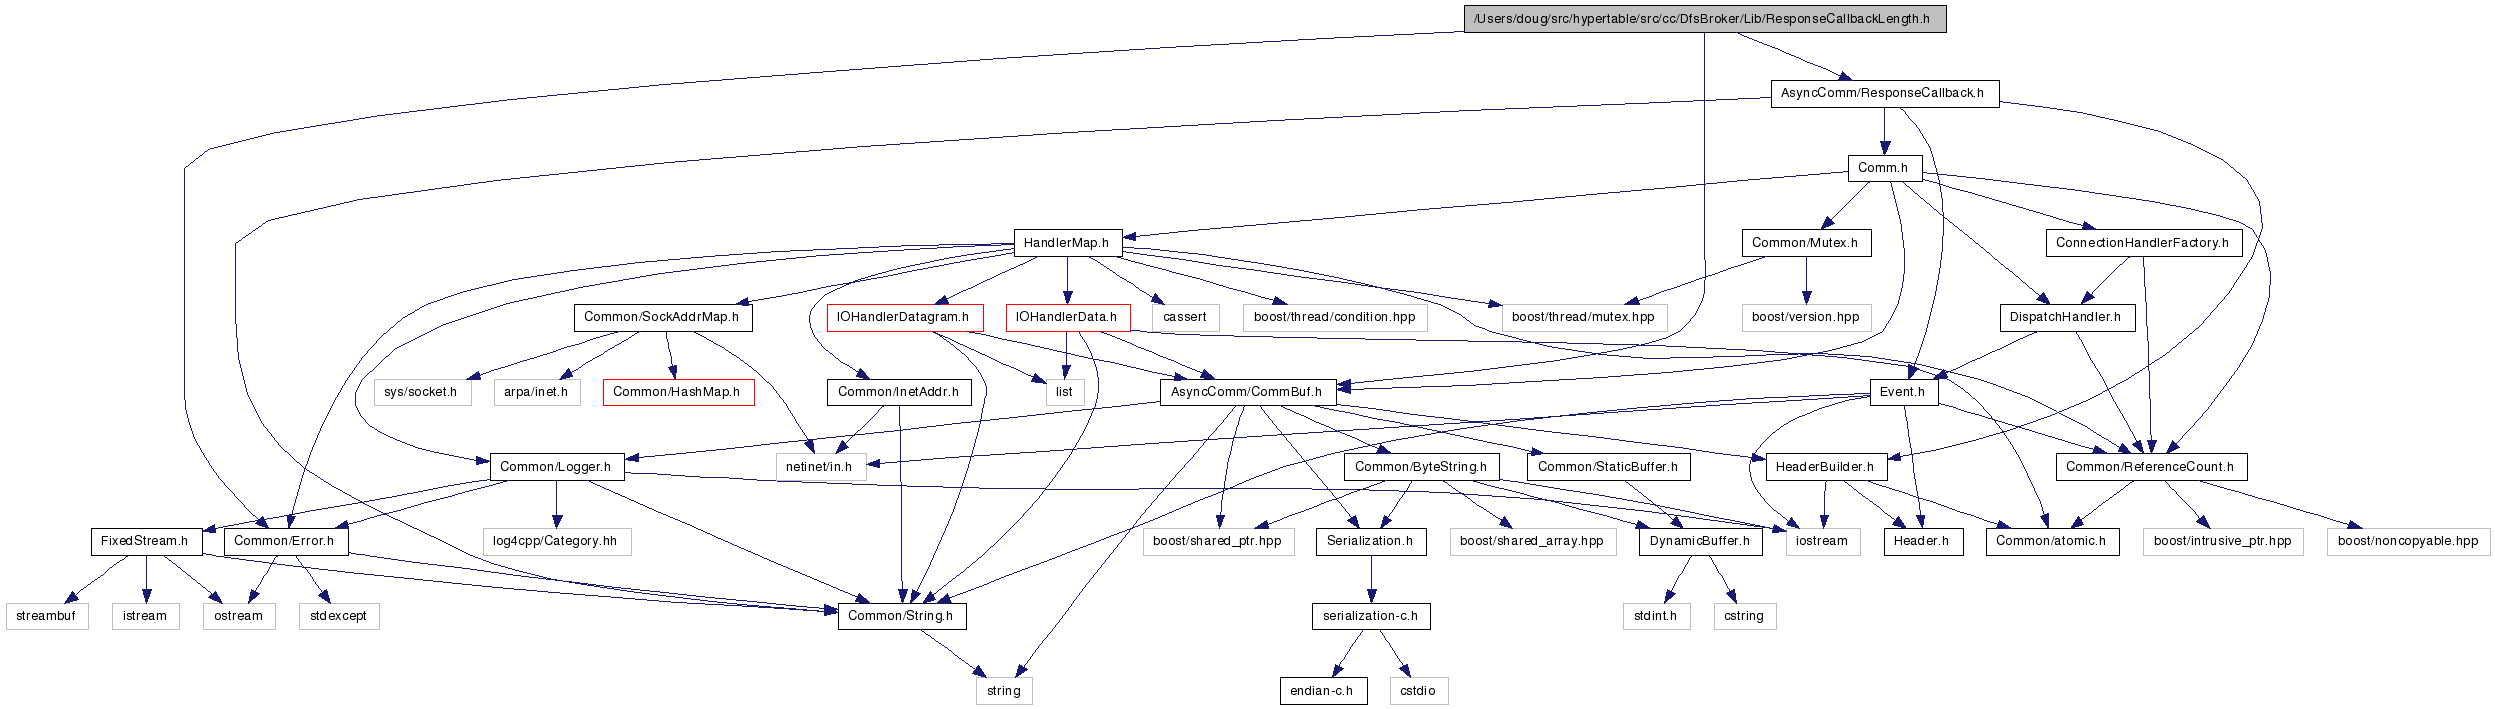 /Users/doug/src/hypertable/src/cc/DfsBroker/Lib/ResponseCallbackLength.h
AsyncComm/ResponseCallback.h
Comm.h
HandlerMap.h
Common/Mutex.h
ConnectionHandlerFactory.h
Common/SockAddrMap.h
IOHandlerDatagram.h
IOHandlerData.h
cassert
boost/thread/condition.hpp
boost/thread/mutex.hpp
boost/version.hpp
DispatchHandler.h
sys/socket.h
arpa/inet.h
Common/HashMap.h
Common/InetAddr.h
list
AsyncComm/CommBuf.h
Event.h
Common/Logger.h
netinet/in.h
Common/ByteString.h
Common/StaticBuffer.h
HeaderBuilder.h
Common/ReferenceCount.h
FixedStream.h
Common/Error.h
log4cpp/Category.hh
boost/shared_ptr.hpp
Serialization.h
boost/shared_array.hpp
DynamicBuffer.h
iostream
Header.h
Common/atomic.h
boost/intrusive_ptr.hpp
boost/noncopyable.hpp
streambuf
istream
ostream
stdexcept
Common/String.h
serialization-c.h
stdint.h
cstring
string
endian-c.h
cstdio